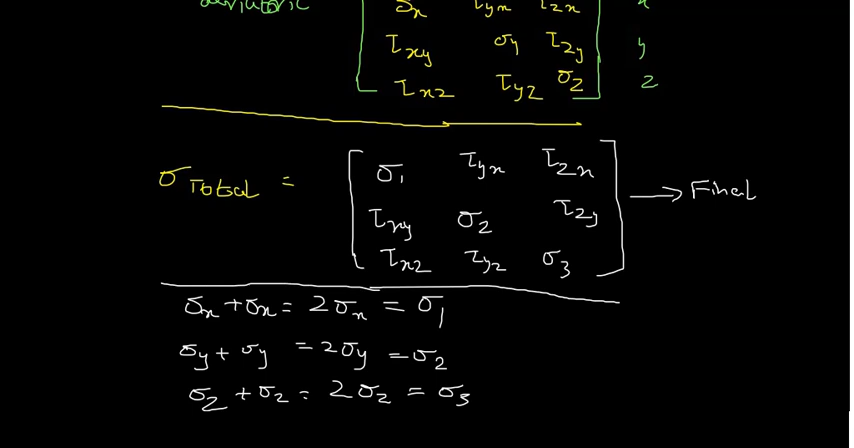 σx τyx τzx x
τxy σy τzy y
τxz τyz σz z
σTotal = [ σ1 τyx τzx
τxy σ2 τzy
τxz τyz σ3 ] → Final
σx + σx = 2σx = σ1
σy + σy = 2σy = σ2
σz + σz = 2σz = σ3